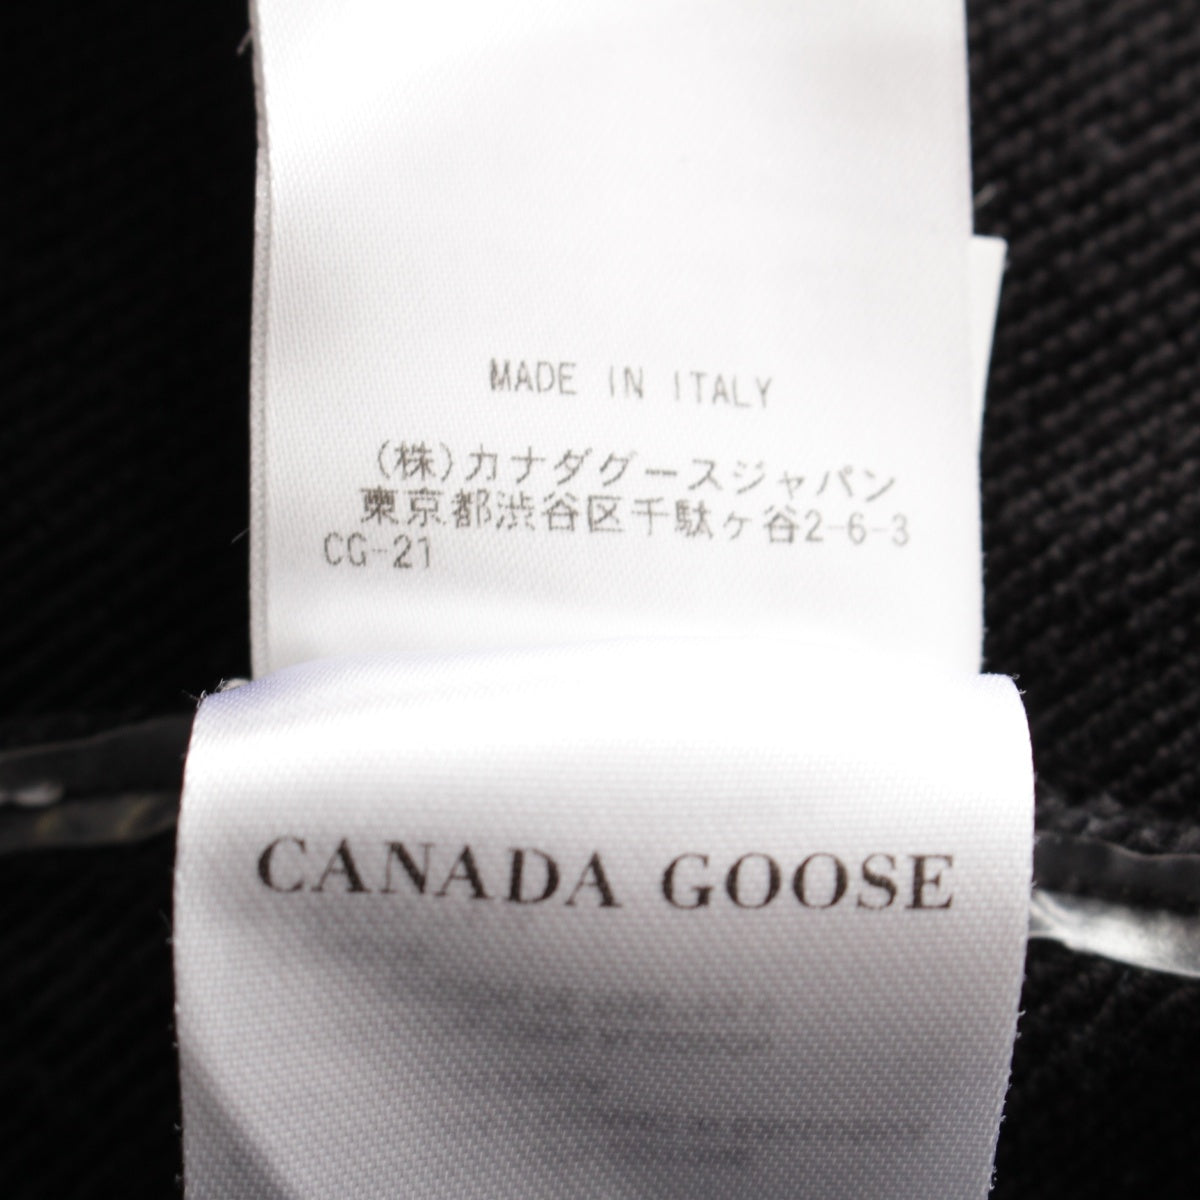 MADE IN ITALY
(株)カナダグースジャパン
東京都渋谷区千駄ヶ谷2-6-3
CG-21
CANADA GOOSE